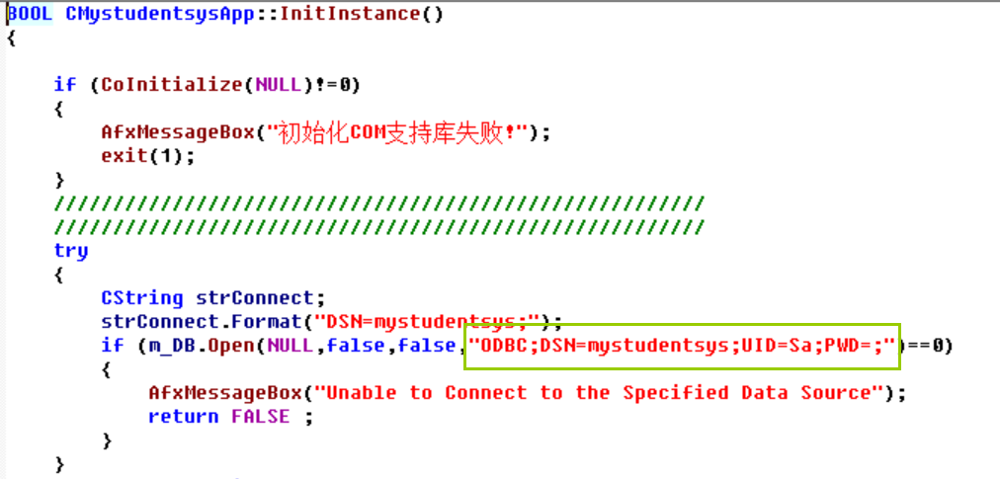 BOOL CMystudentsysApp::InitInstance()
{
if (CoInitialize(NULL)!=0)
{
AfxMessageBox("初始化COM支持库失败!");
exit(1);
}
///////////////////////////////////////////////////////
///////////////////////////////////////////////////////
try
{
CString strConnect;
strConnect.Format("DSN=mystudentsys;");
if (m_DB.Open(NULL,false,false,"ODBC;DSN=mystudentsys;UID=Sa;PWD=;")==0)
{
AfxMessageBox("Unable to Connect to the Specified Data Source");
return FALSE ;
}
}